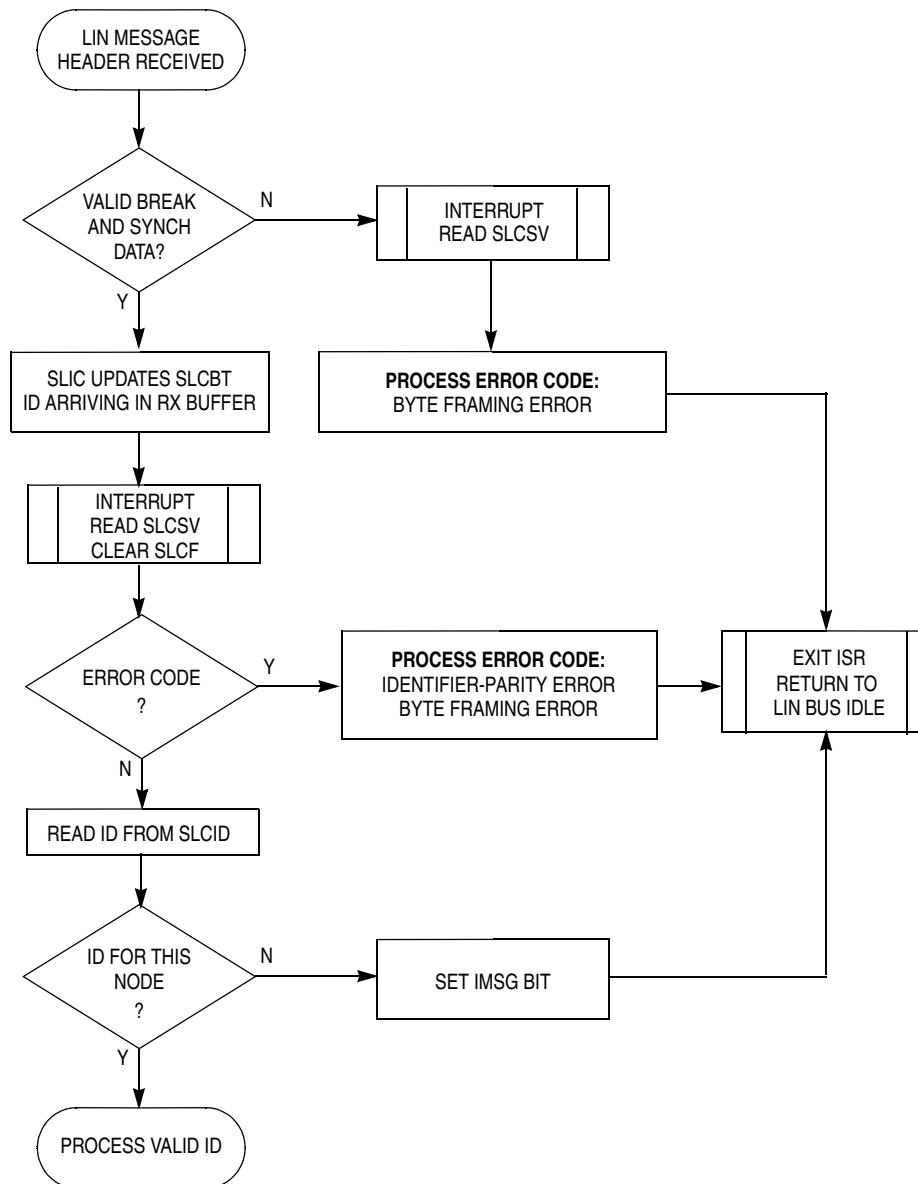 LIN MESSAGE
HEADER RECEIVED
VALID BREAK
AND SYNCH
DATA?
N
INTERRUPT
READ SLCSV
Y
SLIC UPDATES SLCBT
ID ARRIVING IN RX BUFFER
PROCESS ERROR CODE:
BYTE FRAMING ERROR
INTERRUPT
READ SLCSV
CLEAR SLCF
ERROR CODE
?
Y
PROCESS ERROR CODE:
IDENTIFIER-PARITY ERROR
BYTE FRAMING ERROR
EXIT ISR
RETURN TO
LIN BUS IDLE
N
READ ID FROM SLCID
ID FOR THIS
NODE
?
N
SET IMSG BIT
Y
PROCESS VALID ID